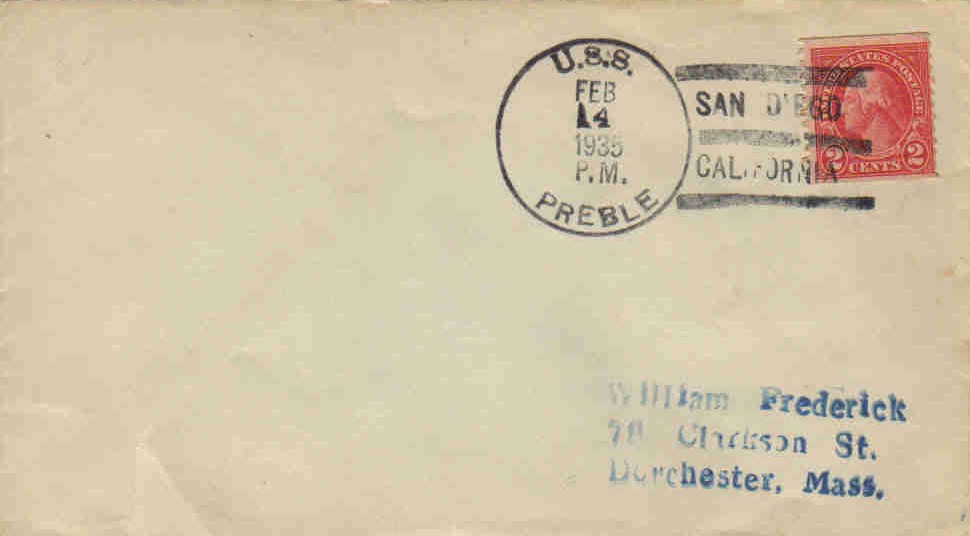 U.S.S.
FEB
14
1935
P.M.
PREBLE
SAN DIEGO
CALIFORNIA
UNITED STATES POSTAGE
2 CENTS 2
William Frederick
78 Clarkson St.
Dorchester, Mass.